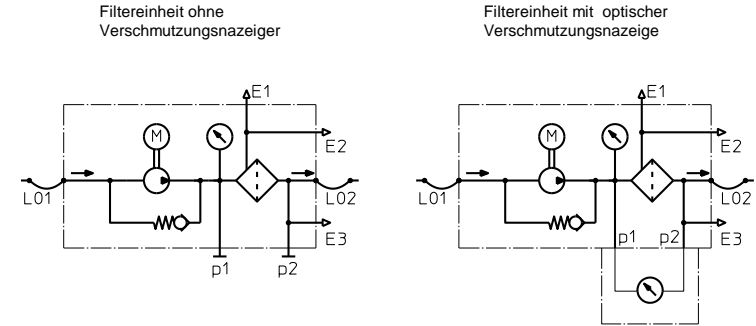 Filtereinheit ohne
Verschmutzungsnazeiger
Filtereinheit mit optischer
Verschmutzungsnazeige
E1
M
E2
L01
L02
E3
p1
p2
E1
M
E2
L01
L02
p1
p2
E3